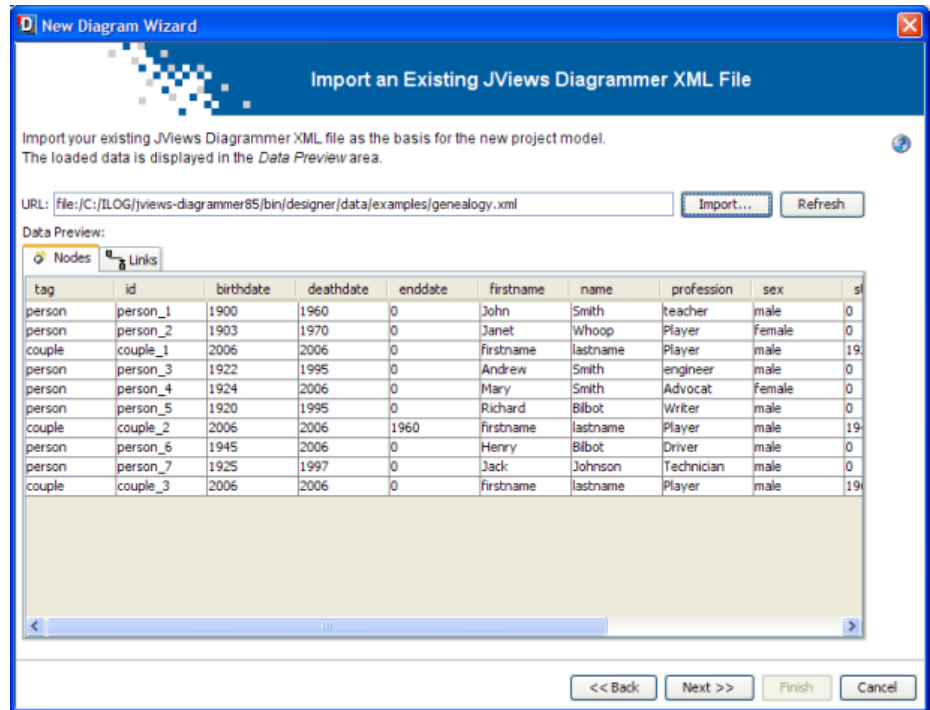 New Diagram Wizard
Import an Existing JViews Diagrammer XML File
Import your existing JViews Diagrammer XML file as the basis for the new project model.
The loaded data is displayed in the Data Preview area.
URL: file:/C:/ILOG/jviews-diagrammer85/bin/designer/data/examples/genealogy.xml Import... Refresh
Data Preview:
Nodes Links
tag id birthdate deathdate enddate firstname name profession sex
person person_1 1900 1960 0 John Smith teacher male 0
person person_2 1903 1970 0 Janet Whoop Player female 0
couple couple_1 2006 2006 0 firstname lastname Player male
person person_3 1922 1995 0 Andrew Smith engineer male 0
person person_4 1924 2006 0 Mary Smith Advocat female 0
person person_5 1920 1995 0 Richard Bilbot Writer male 0
couple couple_2 2006 2006 1960 firstname lastname Player male
person person_6 1945 2006 0 Henry Bilbot Driver male 0
person person_7 1925 1997 0 Jack Johnson Technician male 0
couple couple_3 2006 2006 0 firstname lastname Player male
<< Back Next >> Finish Cancel